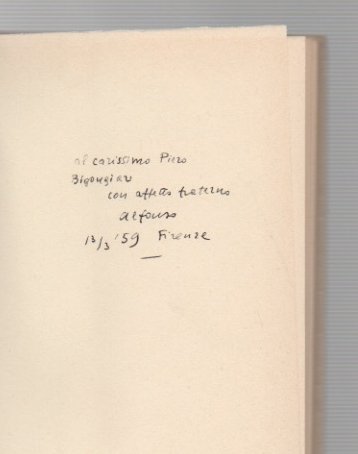 al carissimo Piero
Bigongiari
con affetto fraterno
Alfonso
13/3 '59 Firenze